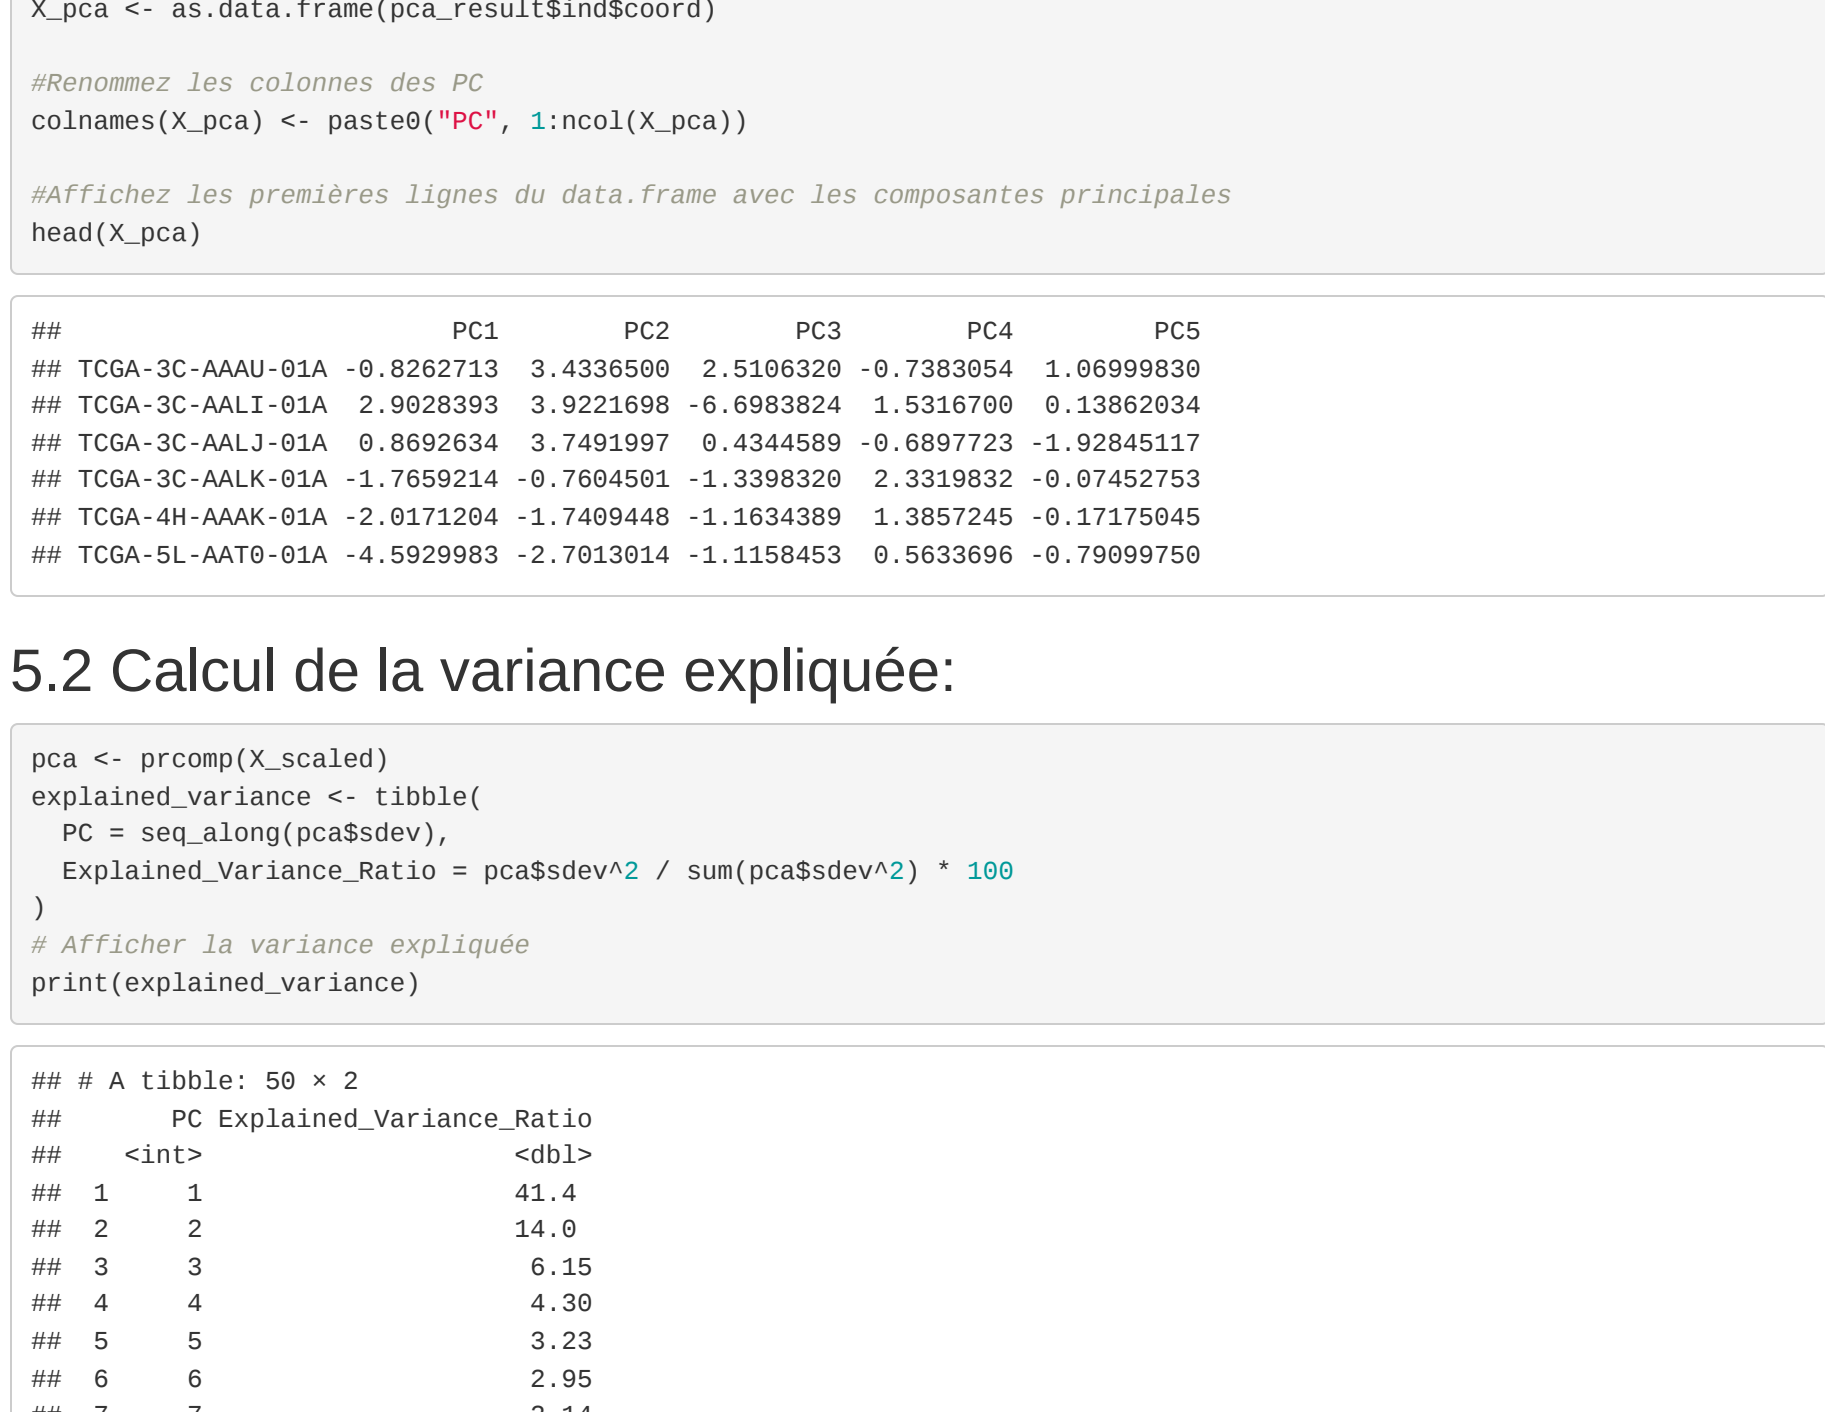 X_pca <- as.data.frame(pca_result$ind$coord)
#Renommez les colonnes des PC
colnames(X_pca) <- paste0("PC", 1:ncol(X_pca))
#Affichez les premières lignes du data.frame avec les composantes principales
head(X_pca)
##                         PC1        PC2        PC3        PC4         PC5
## TCGA-3C-AAAU-01A -0.8262713  3.4336500  2.5106320 -0.7383054  1.06999830
## TCGA-3C-AALI-01A  2.9028393  3.9221698 -6.6983824  1.5316700  0.13862034
## TCGA-3C-AALJ-01A  0.8692634  3.7491997  0.4344589 -0.6897723 -1.92845117
## TCGA-3C-AALK-01A -1.7659214 -0.7604501 -1.3398320  2.3319832 -0.07452753
## TCGA-4H-AAAK-01A -2.0171204 -1.7409448 -1.1634389  1.3857245 -0.17175045
## TCGA-5L-AAT0-01A -4.5929983 -2.7013014 -1.1158453  0.5633696 -0.79099750
5.2 Calcul de la variance expliquée:
pca <- prcomp(X_scaled)
explained_variance <- tibble(
  PC = seq_along(pca$sdev),
  Explained_Variance_Ratio = pca$sdev^2 / sum(pca$sdev^2) * 100
)
# Afficher la variance expliquée
print(explained_variance)
## # A tibble: 50 × 2
##       PC Explained_Variance_Ratio
##    <int>                    <dbl>
##  1     1                    41.4
##  2     2                    14.0
##  3     3                     6.15
##  4     4                     4.30
##  5     5                     3.23
##  6     6                     2.95